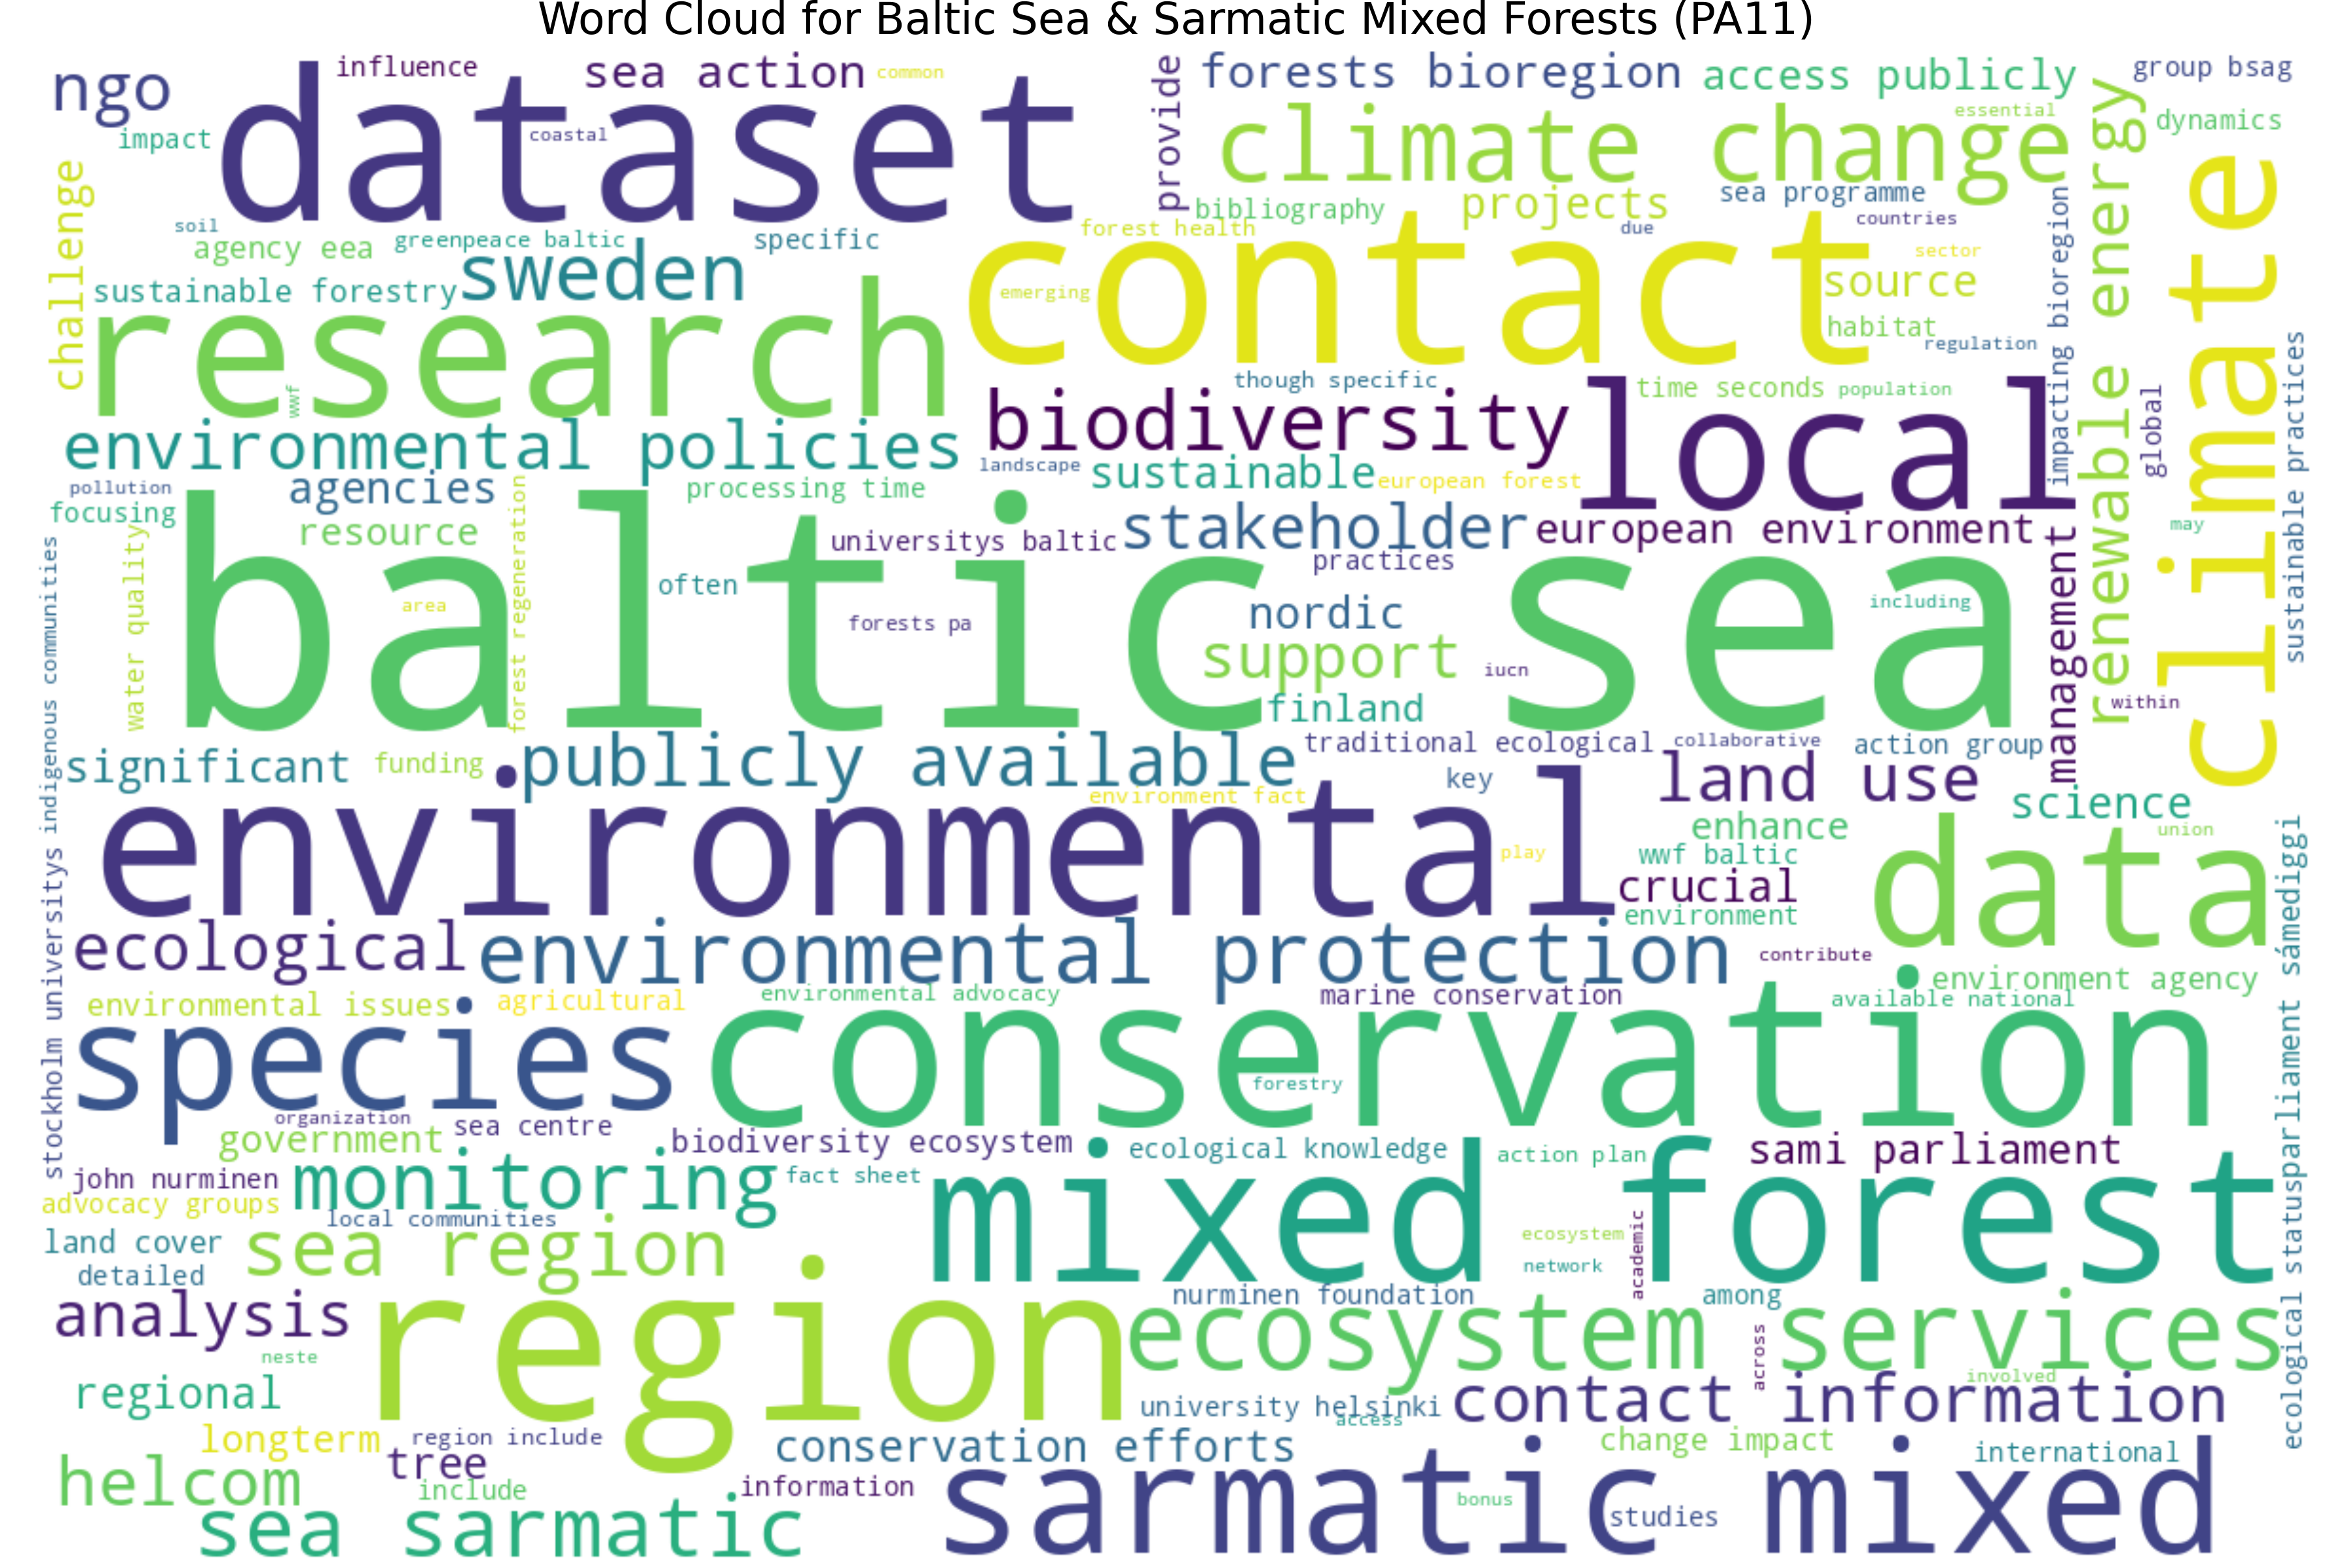 Word Cloud for Baltic Sea & Sarmatic Mixed Forests (PA11)
ngo
influence
sea action
common
provide
forests bioregion
access publicly
group bsag
dataset
impact
coastal
climate change
essential
dynamics
renewable energy
challenge
soil
agency eea
greenpeace baltic
specific
bibliography
projects
sea programme
countries
forest health
due
sector
contact
emerging
source
habitat
regulation
impacting bioregion
climate
sustainable forestry
sweden
research
wwf
though specific
time seconds
population
global
sustainable practices
biodiversity
local
environmental policies
landscape
sustainable
european forest
pollution
agencies
processing time
focusing
resource
forest regeneration
universitys baltic
stakeholder
european environment
may
practices
management
water quality
baltic sea
often
area
forests pa
nordic
including
support
iucn
finland
within
stockholm universitys indigenous communities
significant
funding
publicly available
traditional ecological
collaborative
action group
key
land use
environment fact
science
environmental
enhance
union
play
wwf baltic
data
crucial
environment
ecological
environmental protection
contribute
environment agency
environmental issues
agricultural
environmental advocacy
marine conservation
available national
species
conservation
forestry
ecological statusparliament sámediggi
organization
sea centre
government
biodiversity ecosystem
ecological knowledge
action plan
sami parliament
john nurminen
monitoring
fact sheet
mixed forest
advocacy groups
local communities
land cover
sea region
ecosystem
academic
detailed
network
analysis
region
nurminen foundation
among
ecosystem services
neste
across
regional
involved
university helsinki
access
contact information
longterm
region include
conservation efforts
change impact
international
tree
helcom
include
information
sarmatic mixed
bonus
studies
sea sarmatic